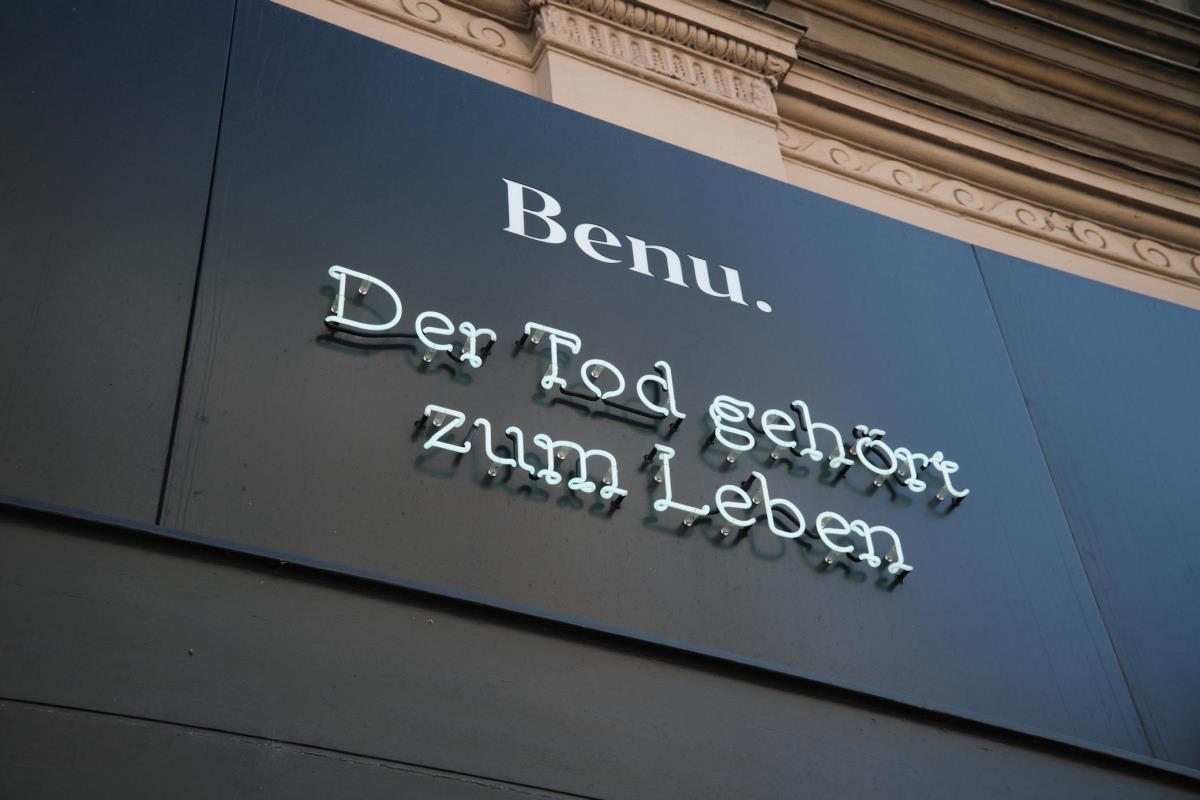 Benu.
Der Tod gehört
zum Leben